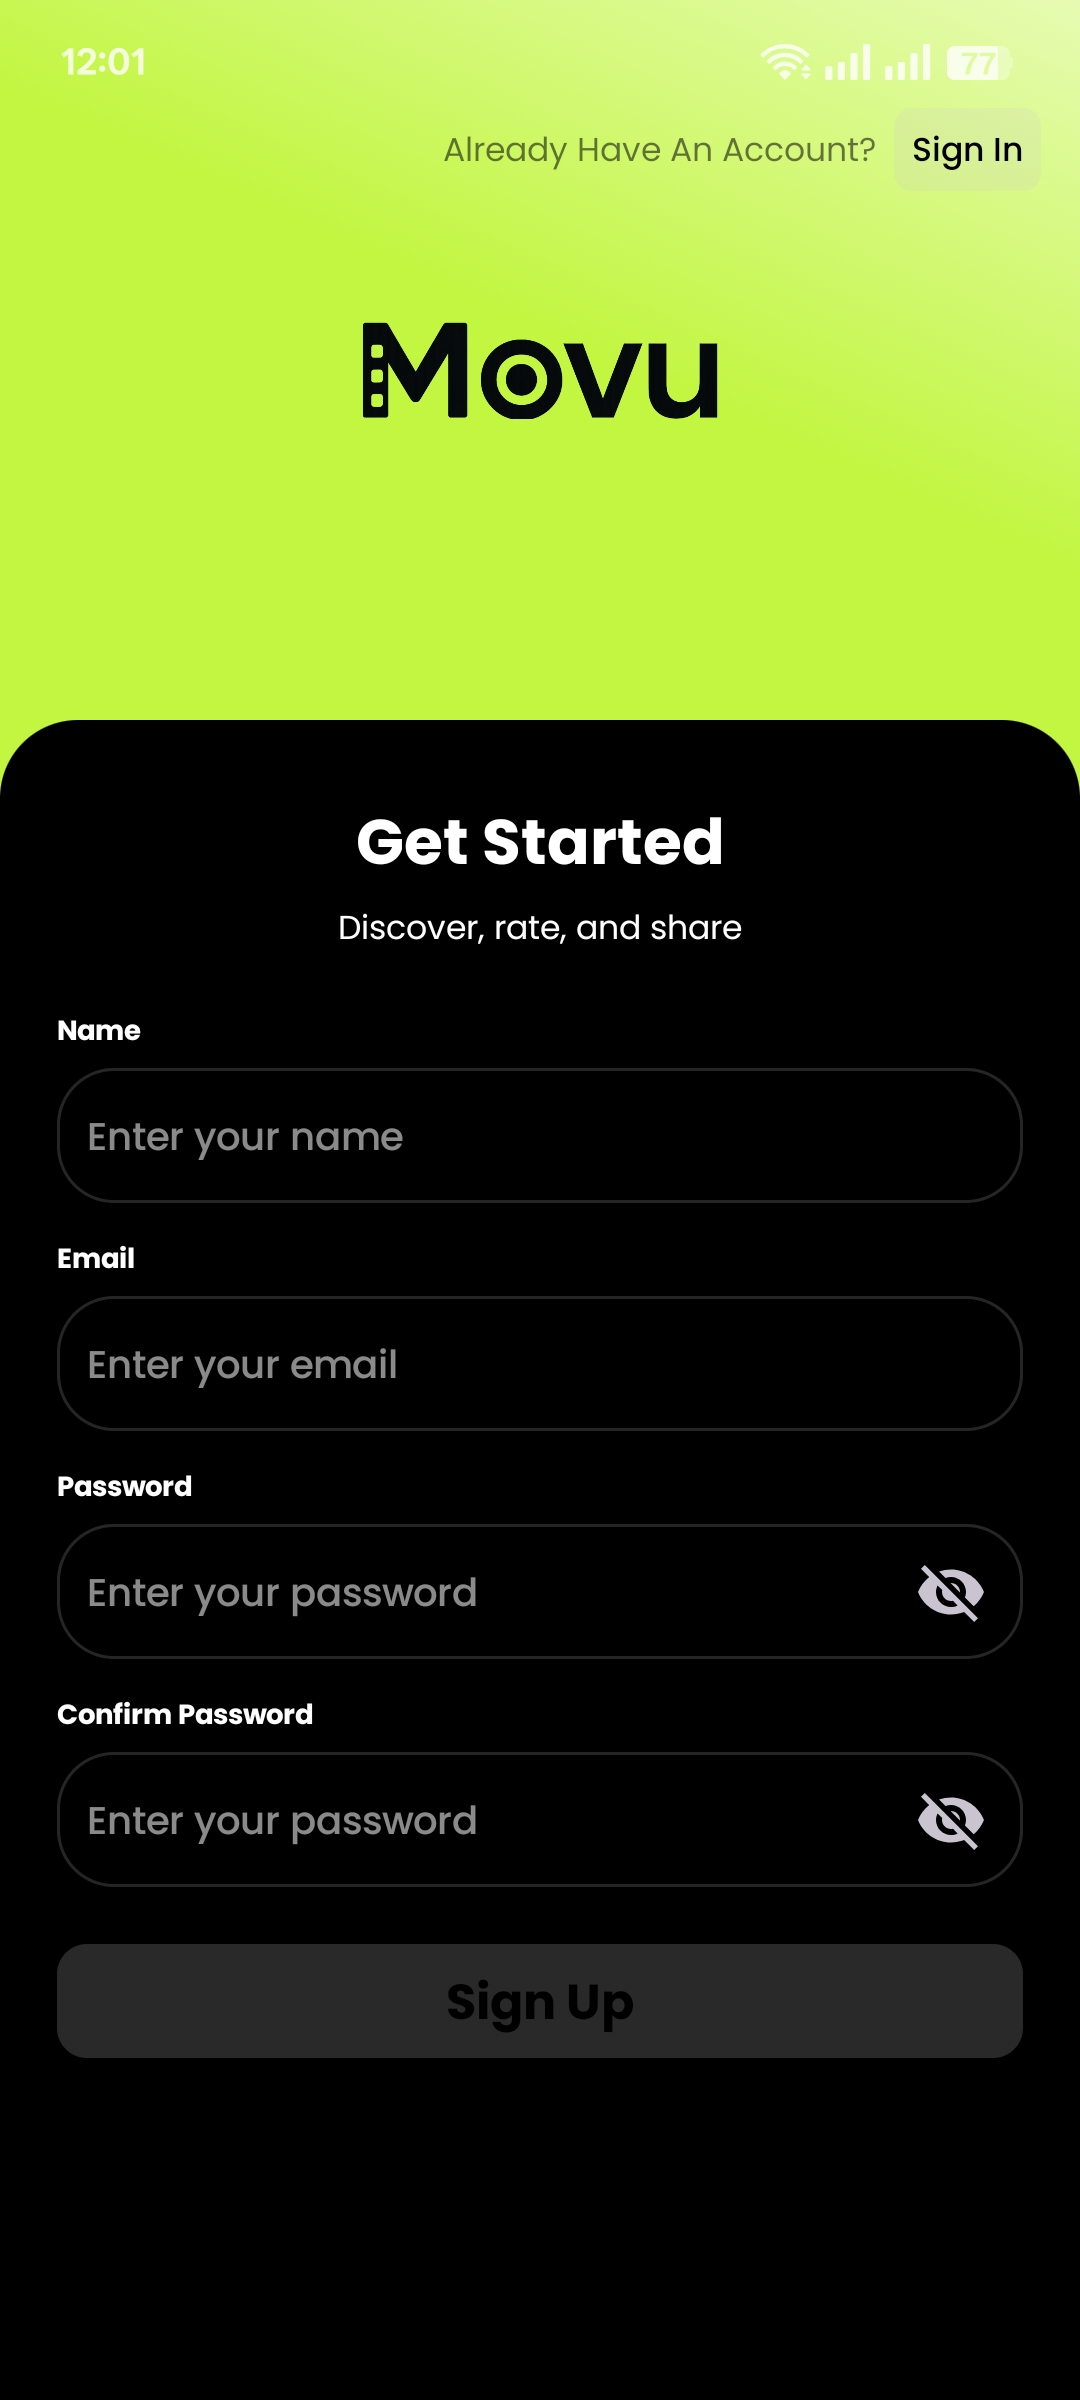 12:01
77
Already Have An Account? Sign In
Movu
Get Started
Discover, rate, and share
Name
Enter your name
Email
Enter your email
Password
Enter your password
Confirm Password
Enter your password
Sign Up